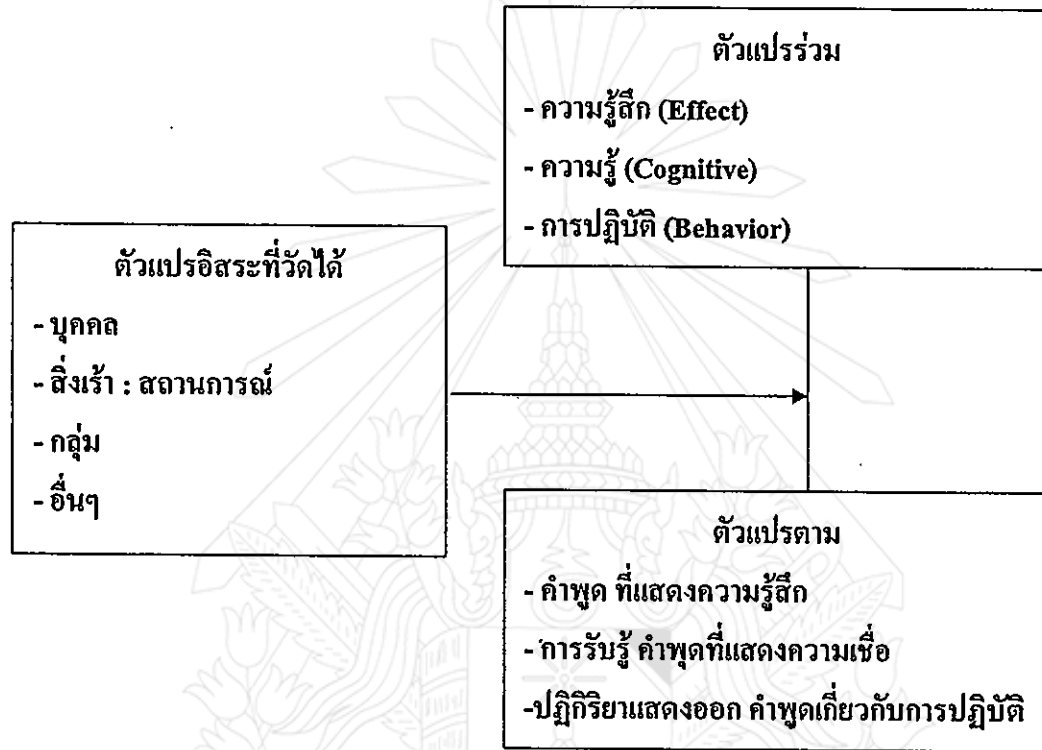 ตัวแปรร่วม
- ความรู้สึก (Effect)
- ความรู้ (Cognitive)
- การปฏิบัติ (Behavior)
ตัวแปรอิสระที่วัดได้
- บุคคล
- สิ่งเร้า : สถานการณ์
- กลุ่ม
- อื่นๆ
ตัวแปรตาม
- คำพูด ที่แสดงความรู้สึก
- การรับรู้ คำพุดที่แสดงความเชื่อ
-ปฏิกิริยาแสดงออก คำพูดเกี่ยวกับการปฏิบัติ